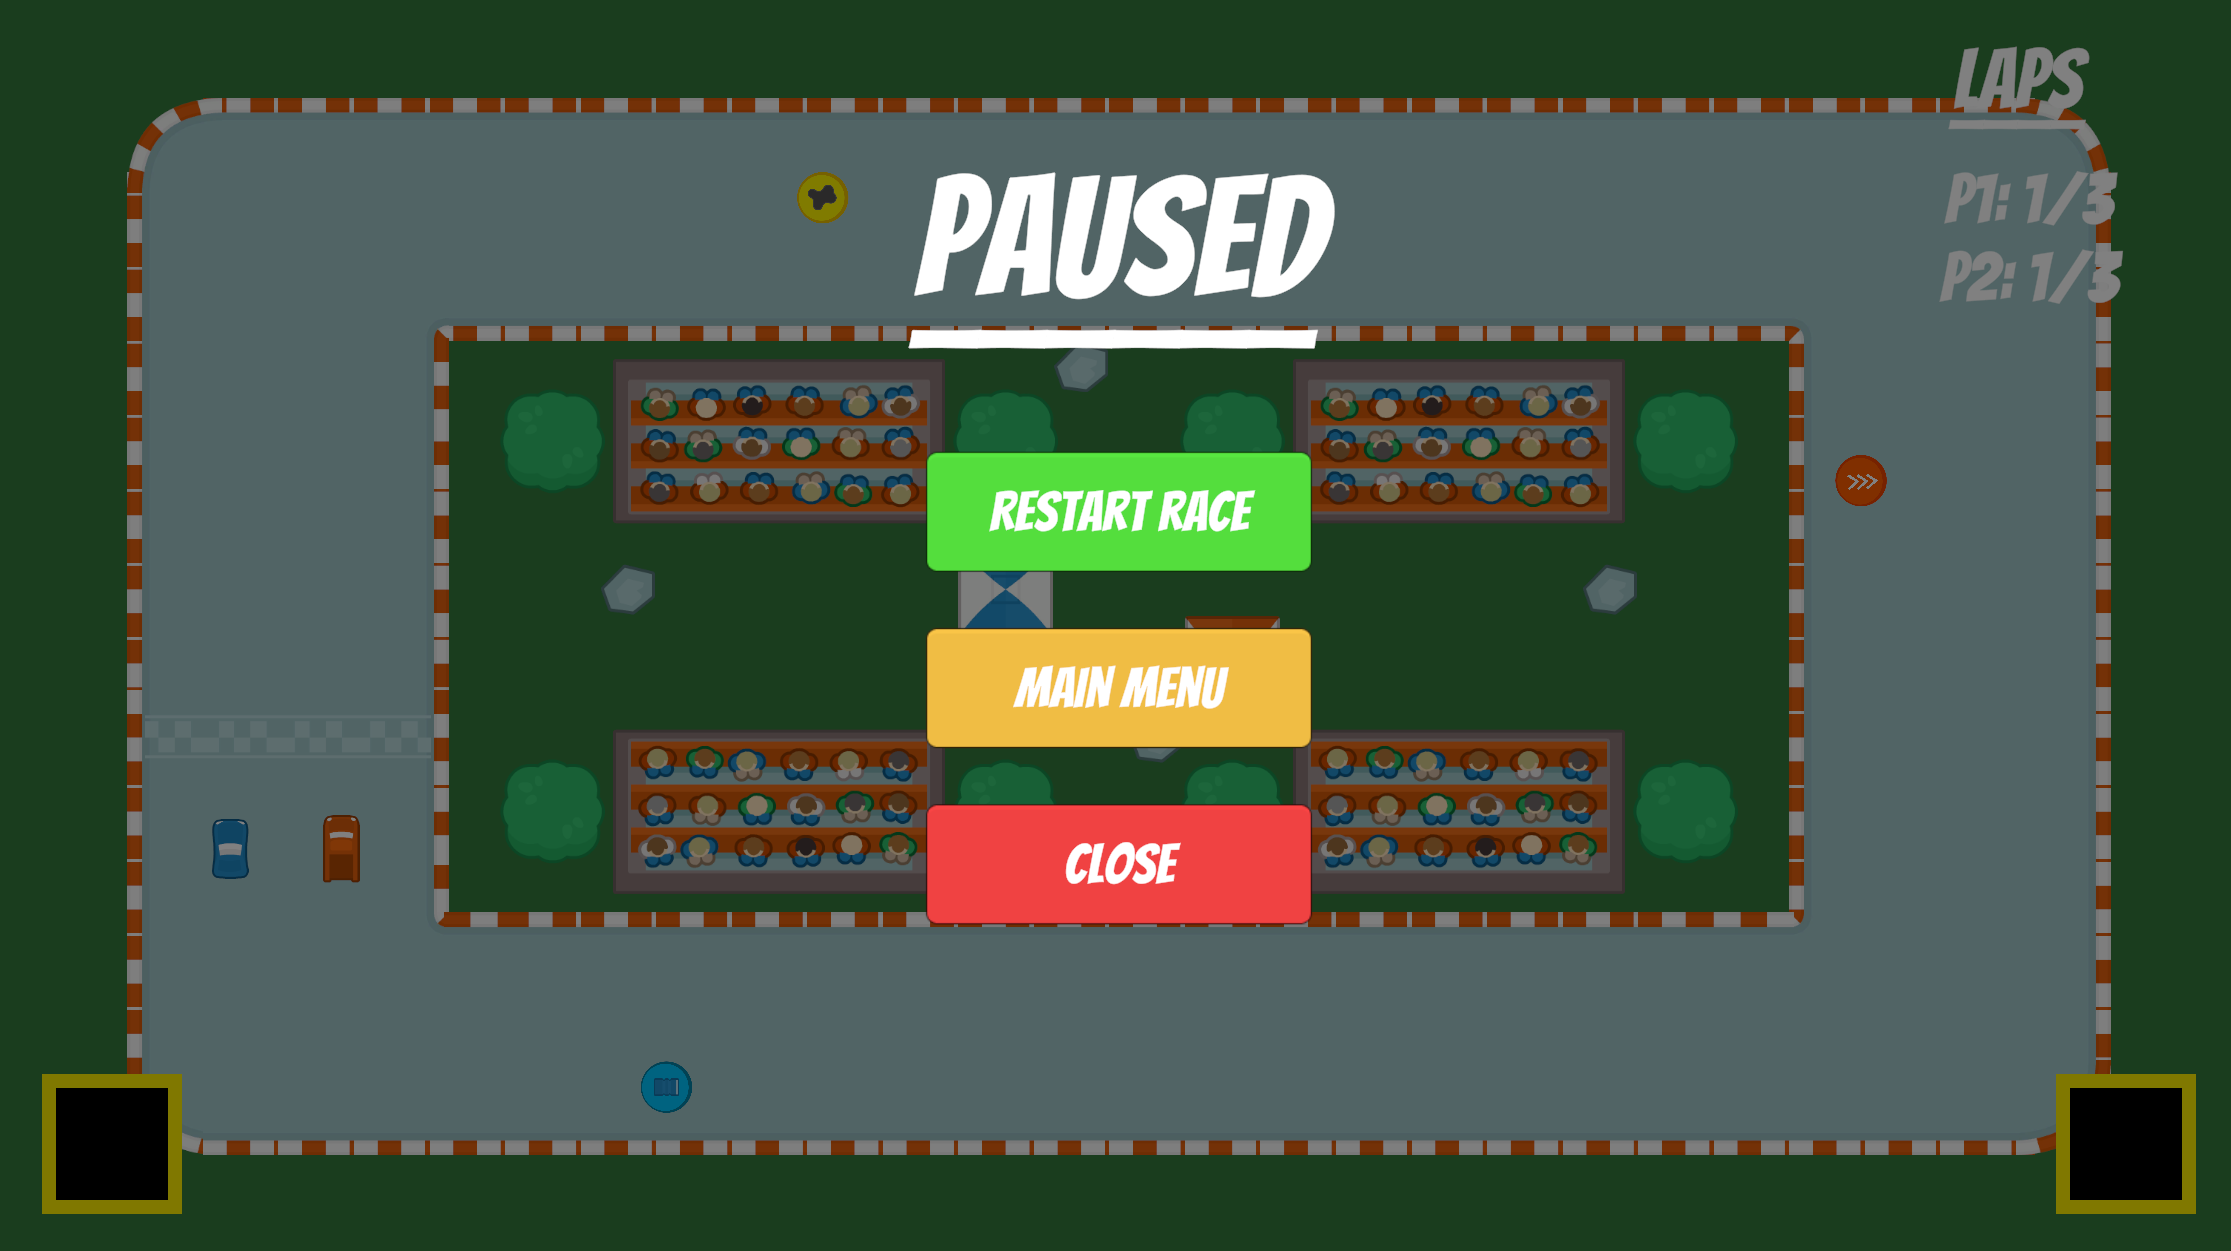 LAPS
P1: 1/3
P2: 1/3
PAUSED
RESTART RACE
MAIN MENU
CLOSE